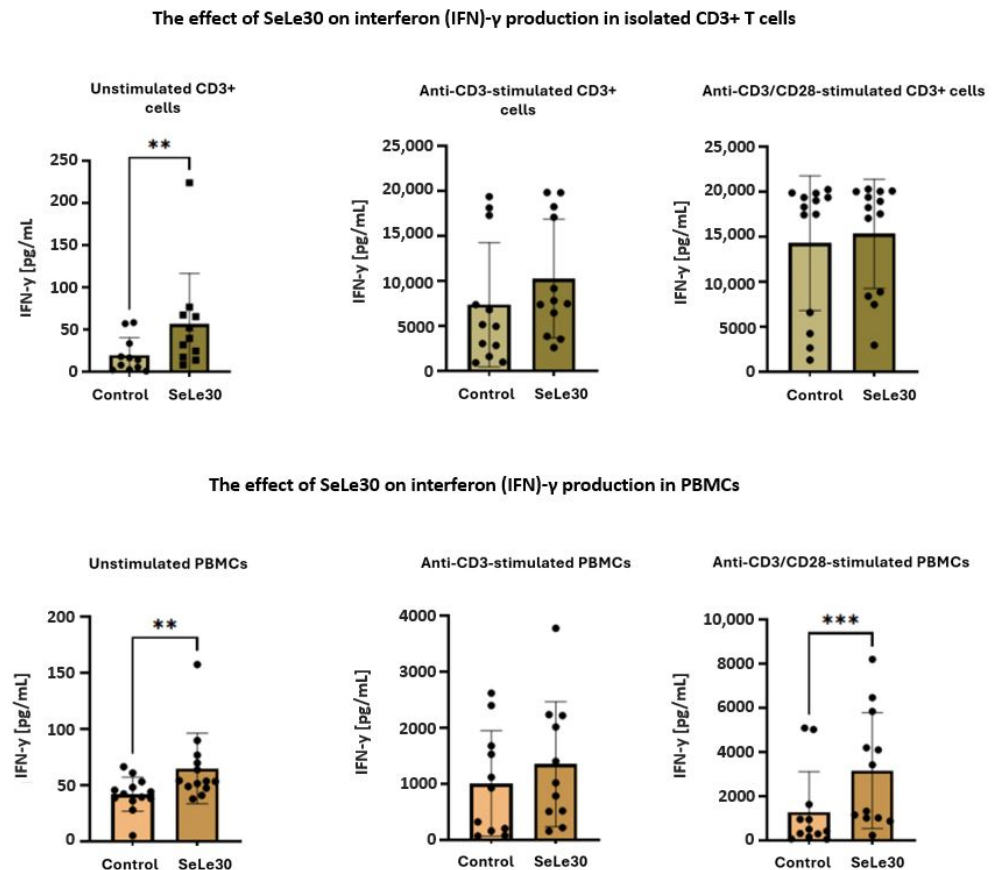 The effect of SeLe30 on interferon (IFN)-γ production in isolated CD3+ T cells
Unstimulated CD3+
cells
**
250
200
150
100
50
0
IFN-y [pg/mL
Control SeLe30
Anti-CD3-stimulated CD3+
cells
25,000
20,000
15,000
10,000
5000
0
IFN-y [pg/mL]
Control SeLe30
Anti-CD3/CD28-stimulated CD3+ cells
25,000
20,000
15,000
10,000
5000
0
IFN-y [pg/mL]
Control SeLe30
The effect of SeLe30 on interferon (IFN)-γ production in PBMCs
Unstimulated PBMCs
**
200
150
100
50
0
IFN-y [pg/mL]
Control SeLe30
Anti-CD3-stimulated PBMCs
4000
3000
2000
1000
0
IFN-y [pg/mL]
Control SeLe30
Anti-CD3/CD28-stimulated PBMCs
***
10,000
8000
6000
4000
2000
0
IFN-y [pg/mL]
Control SeLe30